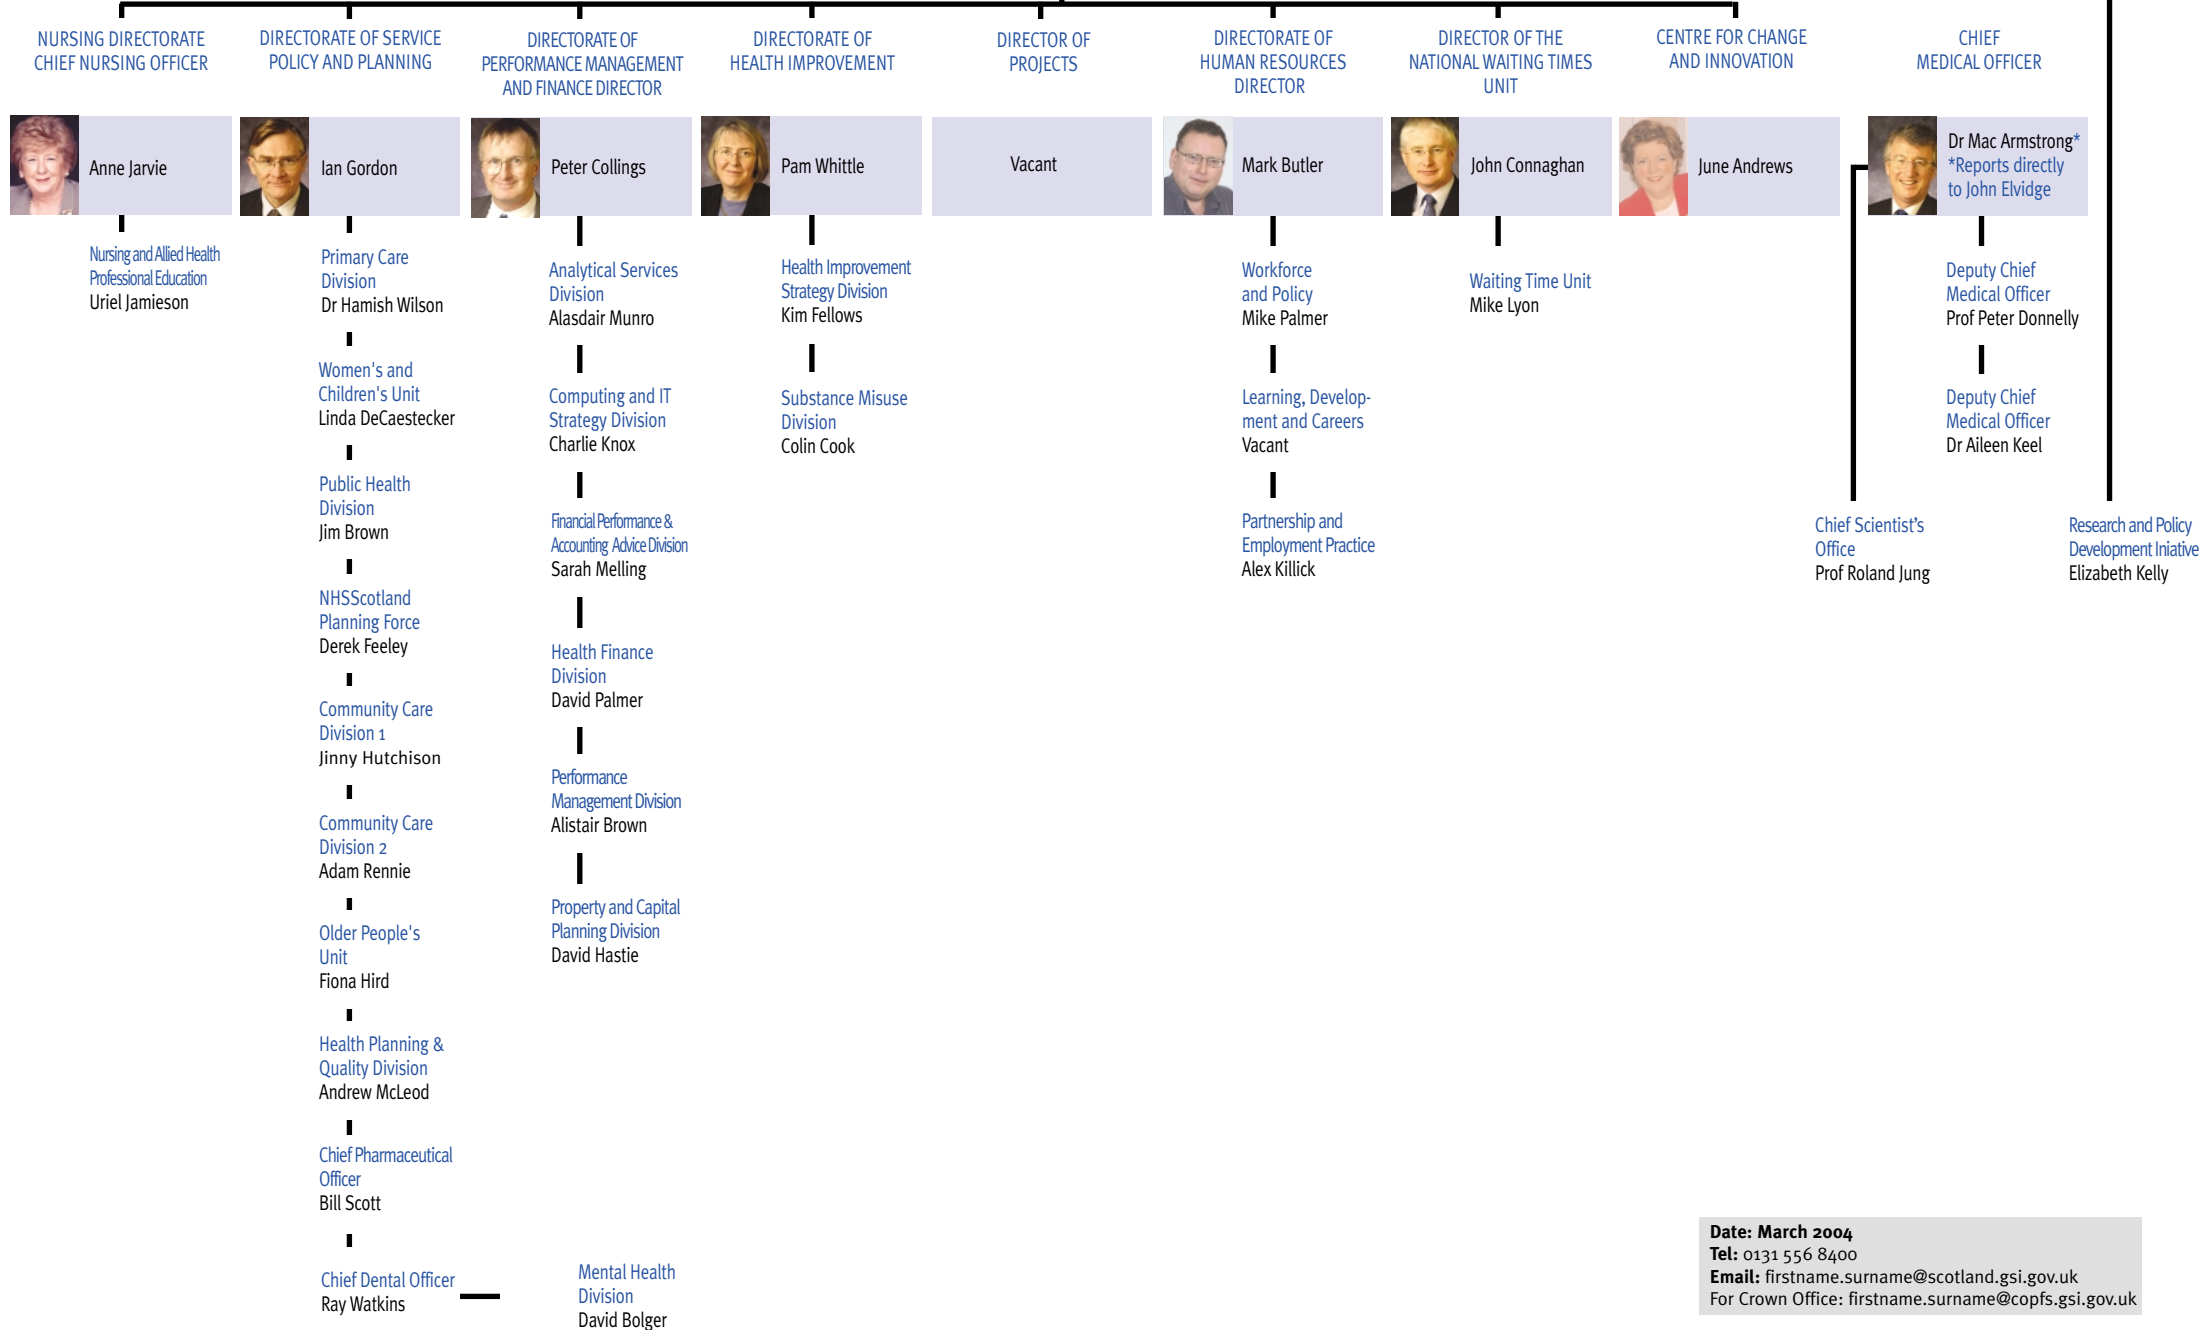 NURSING DIRECTORATE
CHIEF NURSING OFFICER
Anne Jarvie
Nursing and Allied Health
Professional Education
Uriel Jamieson
DIRECTORATE OF SERVICE
POLICY AND PLANNING
Ian Gordon
Primary Care
Division
Dr Hamish Wilson
Women's and
Children's Unit
Linda DeCaestecker
Public Health
Division
Jim Brown
NHSScotland
Planning Force
Derek Feeley
Community Care
Division 1
Jinny Hutchison
Community Care
Division 2
Adam Rennie
Older People's
Unit
Fiona Hird
Health Planning &
Quality Division
Andrew McLeod
Chief Pharmaceutical
Officer
Bill Scott
Chief Dental Officer
Ray Watkins
Mental Health
Division
David Bolger
DIRECTORATE OF
PERFORMANCE MANAGEMENT
AND FINANCE DIRECTOR
Peter Collings
Analytical Services
Division
Alasdair Munro
Computing and IT
Strategy Division
Charlie Knox
Financial Performance &
Accounting Advice Division
Sarah Melling
Health Finance
Division
David Palmer
Performance
Management Division
Alistair Brown
Property and Capital
Planning Division
David Hastie
DIRECTORATE OF
HEALTH IMPROVEMENT
Pam Whittle
Health Improvement
Strategy Division
Kim Fellows
Substance Misuse
Division
Colin Cook
DIRECTOR OF
PROJECTS
Vacant
DIRECTORATE OF
HUMAN RESOURCES
DIRECTOR
Mark Butler
Workforce
and Policy
Mike Palmer
Learning, Develop-
ment and Careers
Vacant
Partnership and
Employment Practice
Alex Killick
DIRECTOR OF THE
NATIONAL WAITING TIMES
UNIT
John Connaghan
Waiting Time Unit
Mike Lyon
CENTRE FOR CHANGE
AND INNOVATION
June Andrews
CHIEF
MEDICAL OFFICER
Dr Mac Armstrong*
*Reports directly
to John Elvidge
Deputy Chief
Medical Officer
Prof Peter Donnelly
Deputy Chief
Medical Officer
Dr Aileen Keel
Chief Scientist’s
Office
Prof Roland Jung
Research and Policy
Development Iniative
Elizabeth Kelly
Date: March 2004
Tel: 0131 556 8400
Email: firstname.surname@scotland.gsi.gov.uk
For Crown Office: firstname.surname@copfs.gsi.gov.uk